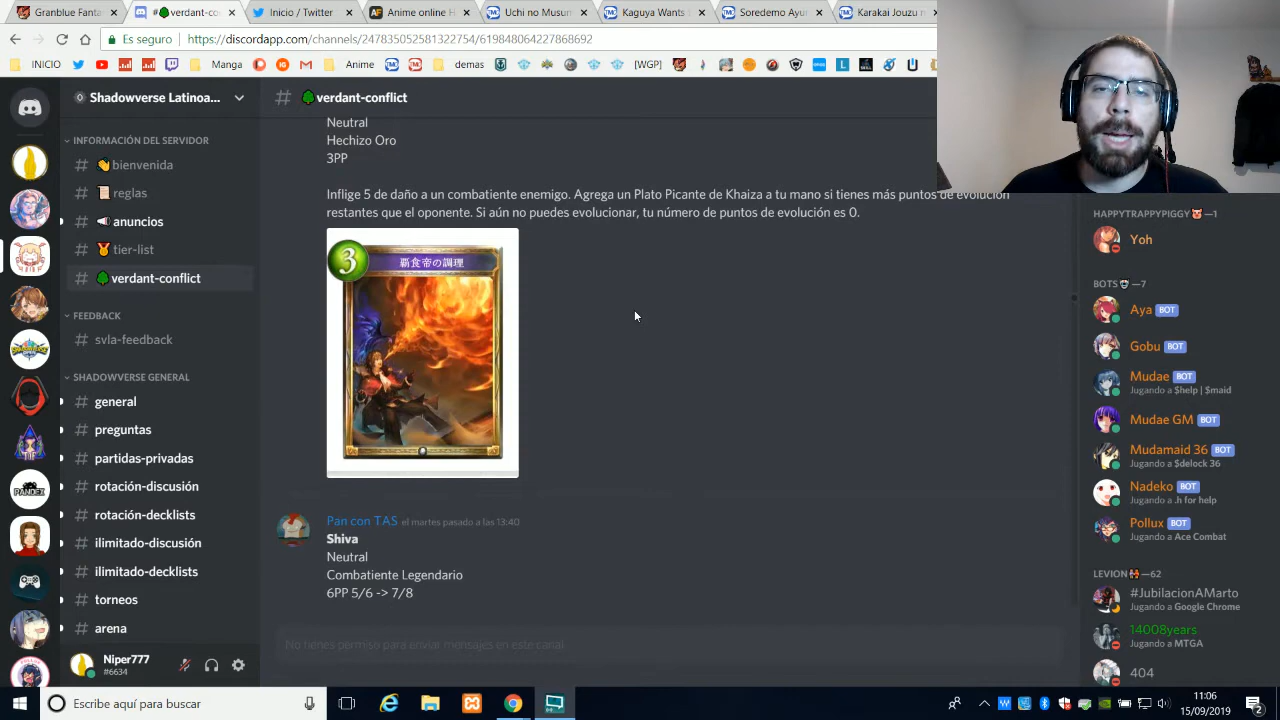 Granblue Fanta
#verdant-con
Inicio / Twitter
Anime online H
Uchi no Musum
Kaguya Wants
Soredemo Ayu
Karakai Jouzu n
Es seguro
https://discordapp.com/channels/247835052581322754/619848064227868692
INICIO
Manga
IG
Anime
demas
[WGP]
Shadowverse Latinoa...
verdant-conflict
INFORMACIÓN DEL SERVIDOR
bienvenida
reglas
anuncios
tier-list
verdant-conflict
FEEDBACK
svla-feedback
SHADOWVERSE GENERAL
general
preguntas
partidas-privadas
rotación-discusión
rotación-decklists
ilimitado-discusión
ilimitado-decklists
torneos
arena
Niper777
#6634
Neutral
Hechizo Oro
3PP
Inflige 5 de daño a un combatiente enemigo. Agrega un Plato Picante de Khaiza a tu mano si tienes más puntos de evolución
restantes que el oponente. Si aún no puedes evolucionar, tu número de puntos de evolución es 0.
3
覇食帝の調理
Pan con TAS el martes pasado a las 13:40
Shiva
Neutral
Combatiente Legendario
6PP 5/6 -> 7/8
No tienes permiso para enviar mensajes en este canal.
HAPPYTRAPPYPIGGY—1
Yoh
BOTS—7
Aya BOT
Gobu BOT
Mudae BOT
Jugando a $help | $maid
Mudae GM BOT
Mudamaid 36 BOT
Jugando a $delock 36
Nadeko BOT
Jugando a .h for help
Pollux BOT
Jugando a Ace Combat
LEVION—62
#JubilacionAMarto
Jugando a Google Chrome
14008years
Jugando a MTGA
404
Escribe aquí para buscar
11:06
15/09/2019
2